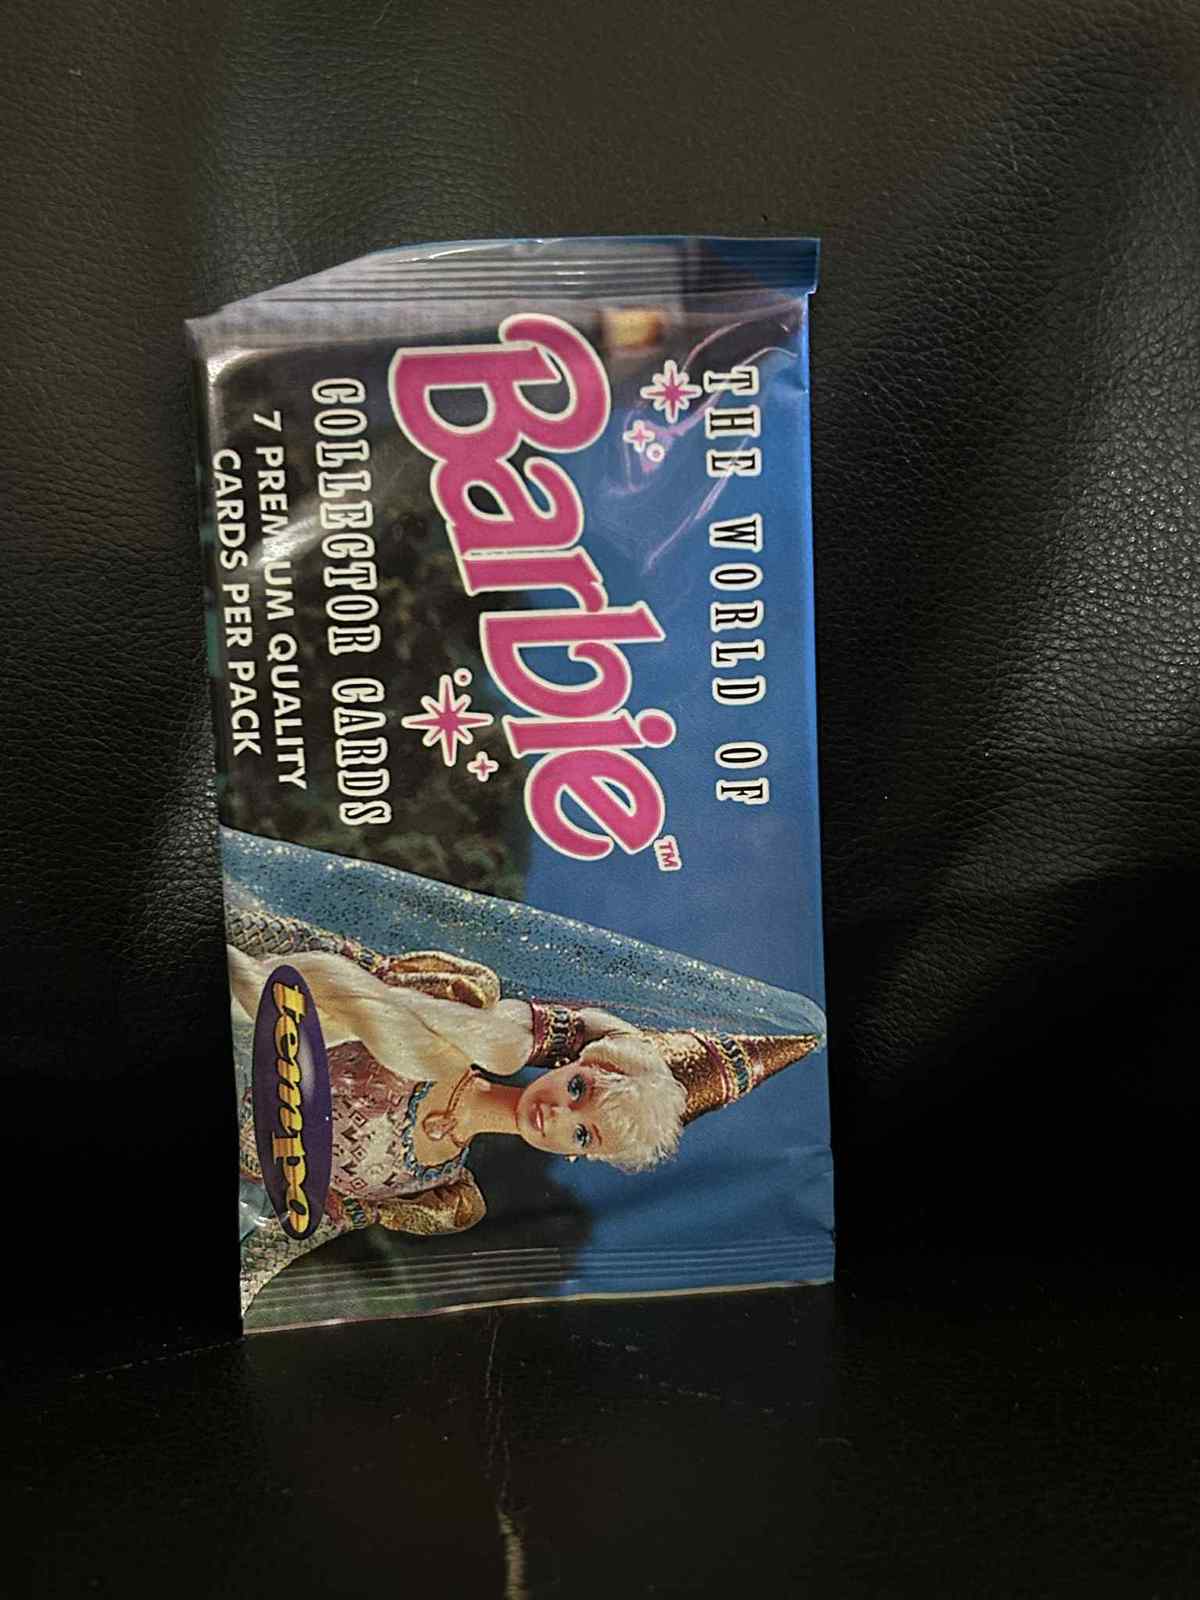 THE WORLD OF
Barbie™
COLLECTOR CARDS
7 PREMIUM QUALITY
CARDS PER PACK
tempo